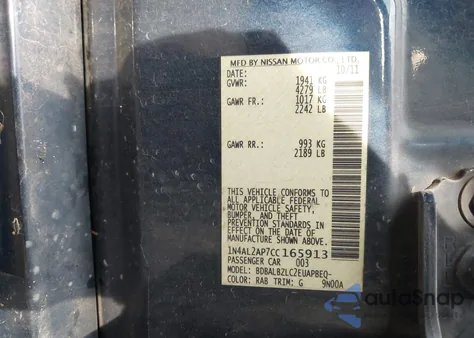 MFD BY NISSAN MOTOR CO., LTD.
DATE: 10/11
GVWR: 1941 KG
4279 LB
GAWR FR.: 1017 KG
2242 LB
GAWR RR.: 993 KG
2189 LB
THIS VEHICLE CONFORMS TO
ALL APPLICABLE FEDERAL
MOTOR VEHICLE SAFETY,
BUMPER, AND THEFT
PREVENTION STANDARDS IN
EFFECT ON THE DATE OF
MANUFACTURE SHOWN ABOVE.
1N4AL2AP7CC165913
PASSENGER CAR 003
MODEL: BDBALBZLC2EUAPBEQ-
COLOR: RAB TRIM: G 9N00A
autoSnap